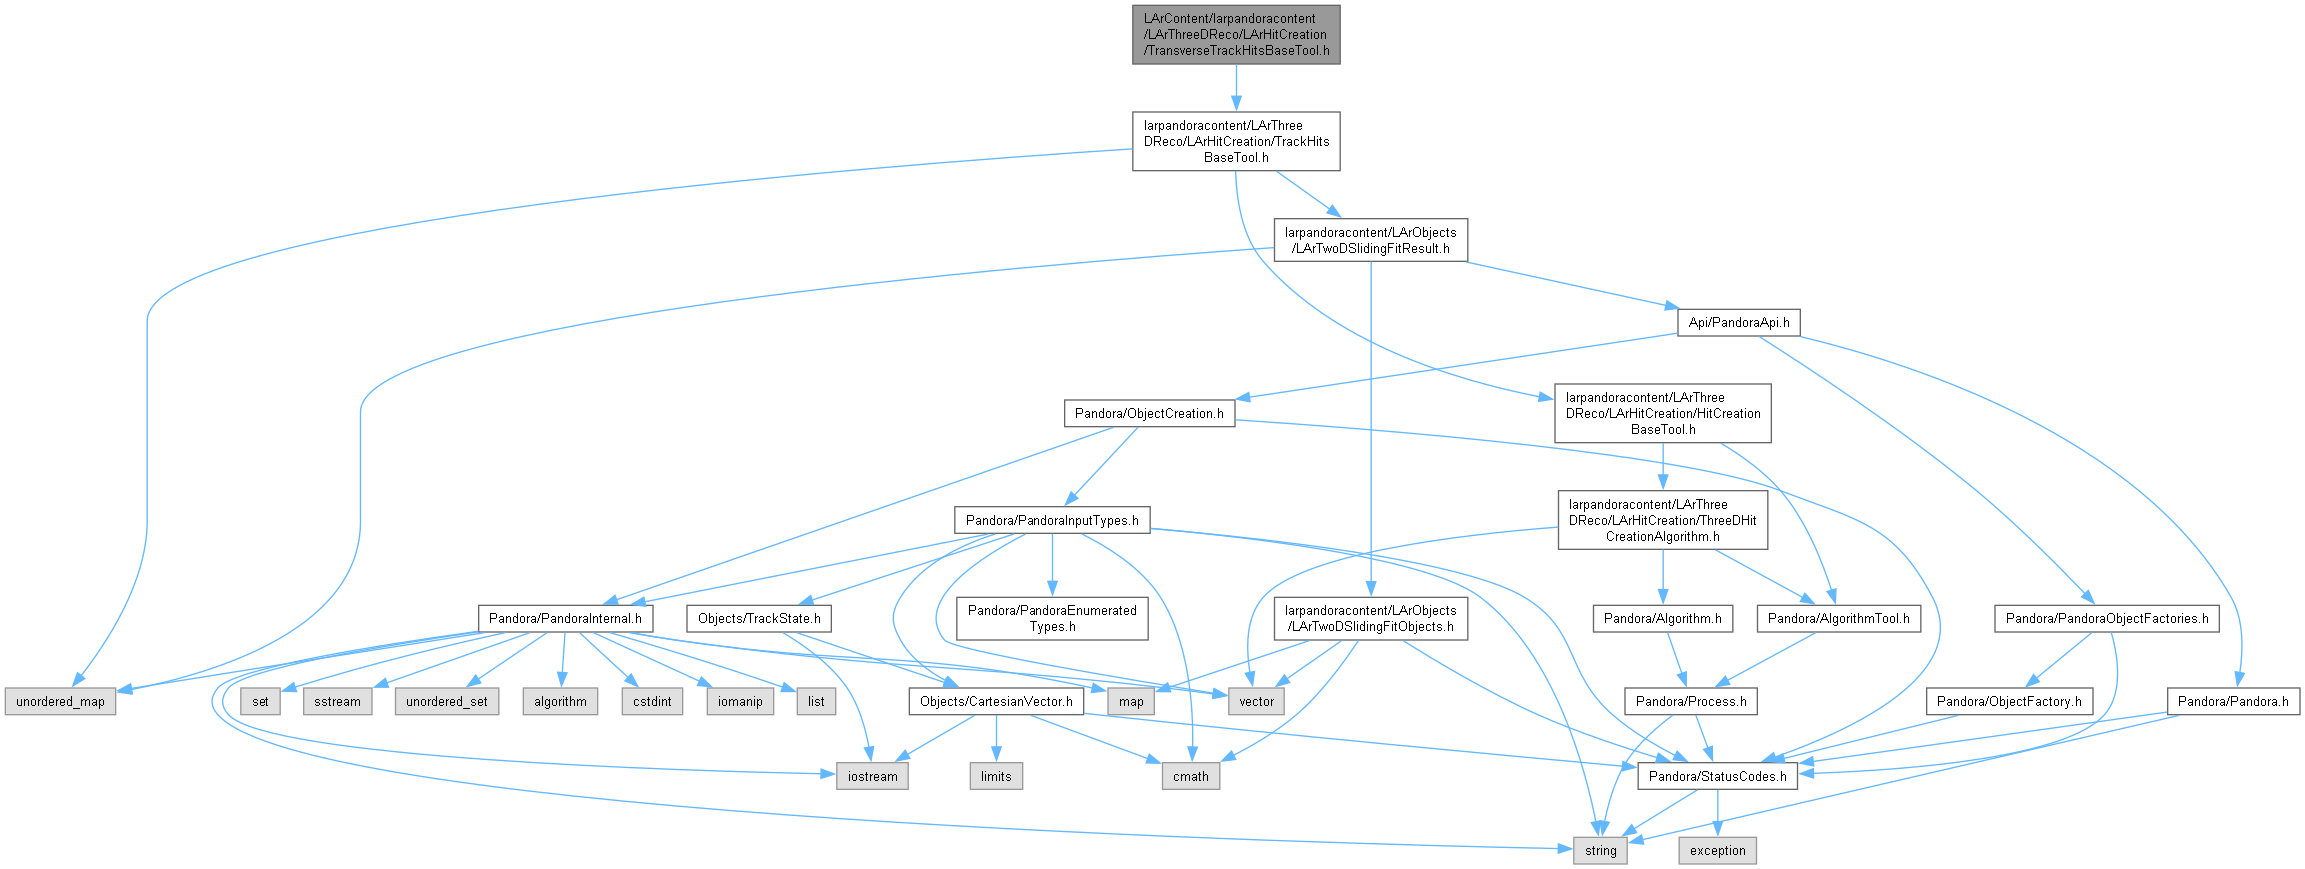 LArContent/larpandoracontent
/LArThreeDReco/LArHitCreation
/TransverseTrackHitsBaseTool.h
larpandoracontent/LArThree
DReco/LArHitCreation/TrackHits
BaseTool.h
larpandoracontent/LArObjects
/LArTwoDSlidingFitResult.h
Api/PandoraApi.h
larpandoracontent/LArThree
DReco/LArHitCreation/HitCreation
BaseTool.h
Pandora/ObjectCreation.h
larpandoracontent/LArThree
DReco/LArHitCreation/ThreeDHit
CreationAlgorithm.h
Pandora/PandoraInputTypes.h
Pandora/PandoraInternal.h
Objects/TrackState.h
Pandora/PandoraEnumerated
Types.h
larpandoracontent/LArObjects
/LArTwoDSlidingFitObjects.h
Pandora/Algorithm.h
Pandora/AlgorithmTool.h
Pandora/PandoraObjectFactories.h
unordered_map
set
sstream
unordered_set
algorithm
cstdint
iomanip
list
Objects/CartesianVector.h
map
vector
Pandora/Process.h
Pandora/ObjectFactory.h
Pandora/Pandora.h
iostream
limits
cmath
Pandora/StatusCodes.h
string
exception